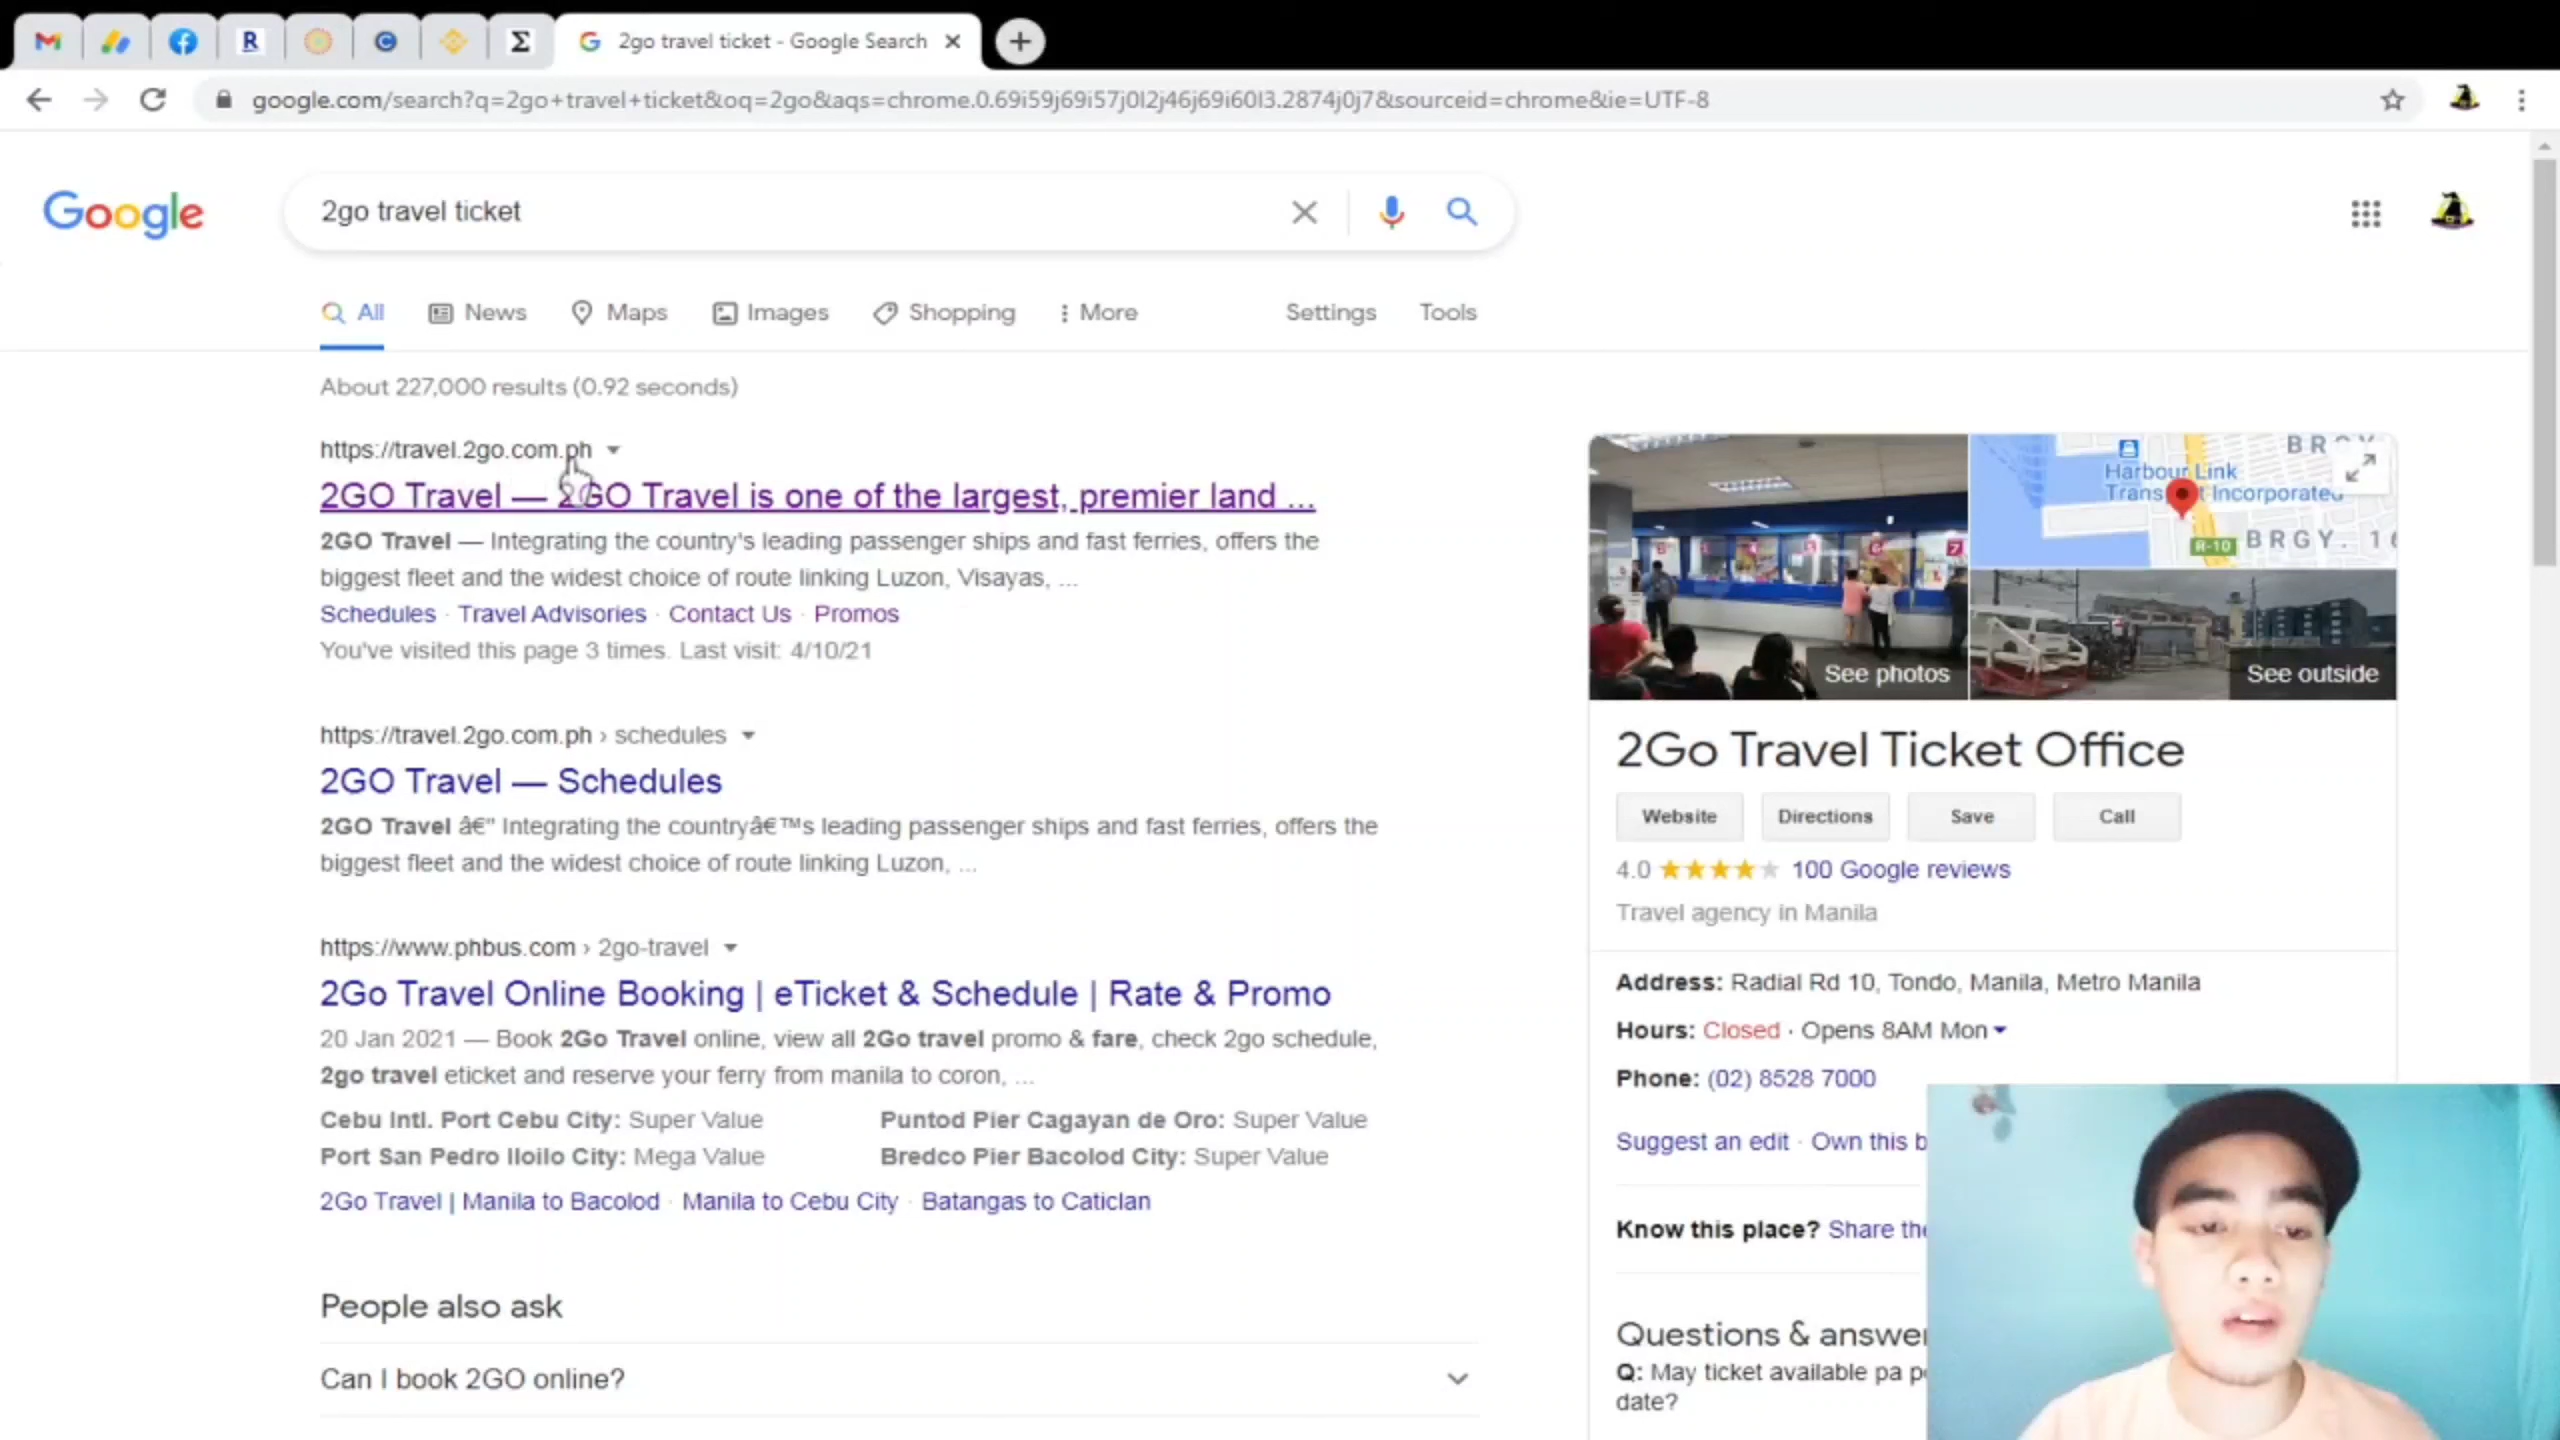 2go travel ticket - Google Search
google.com/search?q=2go+travel+ticket&oq=2go&aqs=chrome.0.69i59j69i57j0l2j46j69i60l3.2874j0j7&sourceid=chrome&ie=UTF-8
Google
2go travel ticket
All News Maps Images Shopping More Settings Tools
About 227,000 results (0.92 seconds)
https://travel.2go.com.ph
2GO Travel — 2GO Travel is one of the largest, premier land ...
2GO Travel — Integrating the country's leading passenger ships and fast ferries, offers the
biggest fleet and the widest choice of route linking Luzon, Visayas, ...
Schedules · Travel Advisories · Contact Us · Promos
You've visited this page 3 times. Last visit: 4/10/21
https://travel.2go.com.ph › schedules
2GO Travel — Schedules
2GO Travel â€" Integrating the countryâ€™s leading passenger ships and fast ferries, offers the
biggest fleet and the widest choice of route linking Luzon, ...
https://www.phbus.com › 2go-travel
2Go Travel Online Booking | eTicket & Schedule | Rate & Promo
20 Jan 2021 — Book 2Go Travel online, view all 2Go travel promo & fare, check 2go schedule,
2go travel eticket and reserve your ferry from manila to coron, ...
Cebu Intl. Port Cebu City: Super Value Puntod Pier Cagayan de Oro: Super Value
Port San Pedro Iloilo City: Mega Value Bredco Pier Bacolod City: Super Value
2Go Travel | Manila to Bacolod · Manila to Cebu City · Batangas to Caticlan
People also ask
Can I book 2GO online?
Harbour Link
Trans t Incorporated
R-10 BRGY. 16
See photos
See outside
2Go Travel Ticket Office
Website Directions Save Call
4.0 100 Google reviews
Travel agency in Manila
Address: Radial Rd 10, Tondo, Manila, Metro Manila
Hours: Closed · Opens 8AM Mon
Phone: (02) 8528 7000
Suggest an edit · Own this b
Know this place? Share the
Questions & answer
Q: May ticket available pa p
date?